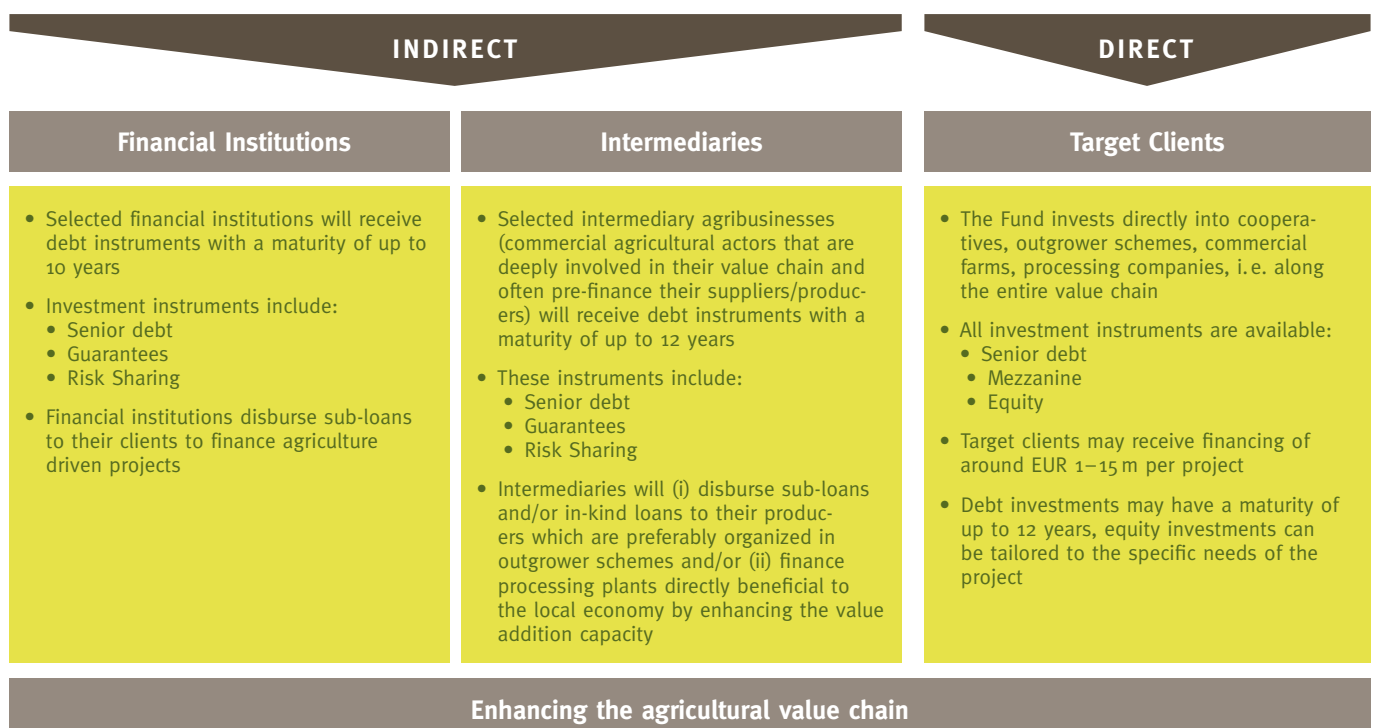 INDIRECT
DIRECT
Financial Institutions
Intermediaries
Target Clients
• Selected financial institutions will receive
debt instruments with a maturity of up to
10 years
• Investment instruments include:
• Senior debt
• Guarantees
• Risk Sharing
• Financial institutions disburse sub-loans
to their clients to finance agriculture
driven projects
• Selected intermediary agribusinesses
(commercial agricultural actors that are
deeply involved in their value chain and
often pre-finance their suppliers/produc-
ers) will receive debt instruments with a
maturity of up to 12 years
• These instruments include:
• Senior debt
• Guarantees
• Risk Sharing
• Intermediaries will (i) disburse sub-loans
and/or in-kind loans to their produc-
ers which are preferably organized in
outgrower schemes and/or (ii) finance
processing plants directly beneficial to
the local economy by enhancing the value
addition capacity
• The Fund invests directly into coopera-
tives, outgrower schemes, commercial
farms, processing companies, i. e. along
the entire value chain
• All investment instruments are available:
• Senior debt
• Mezzanine
• Equity
• Target clients may receive financing of
around EUR 1–15 m per project
• Debt investments may have a maturity of
up to 12 years, equity investments can
be tailored to the specific needs of the
project
Enhancing the agricultural value chain